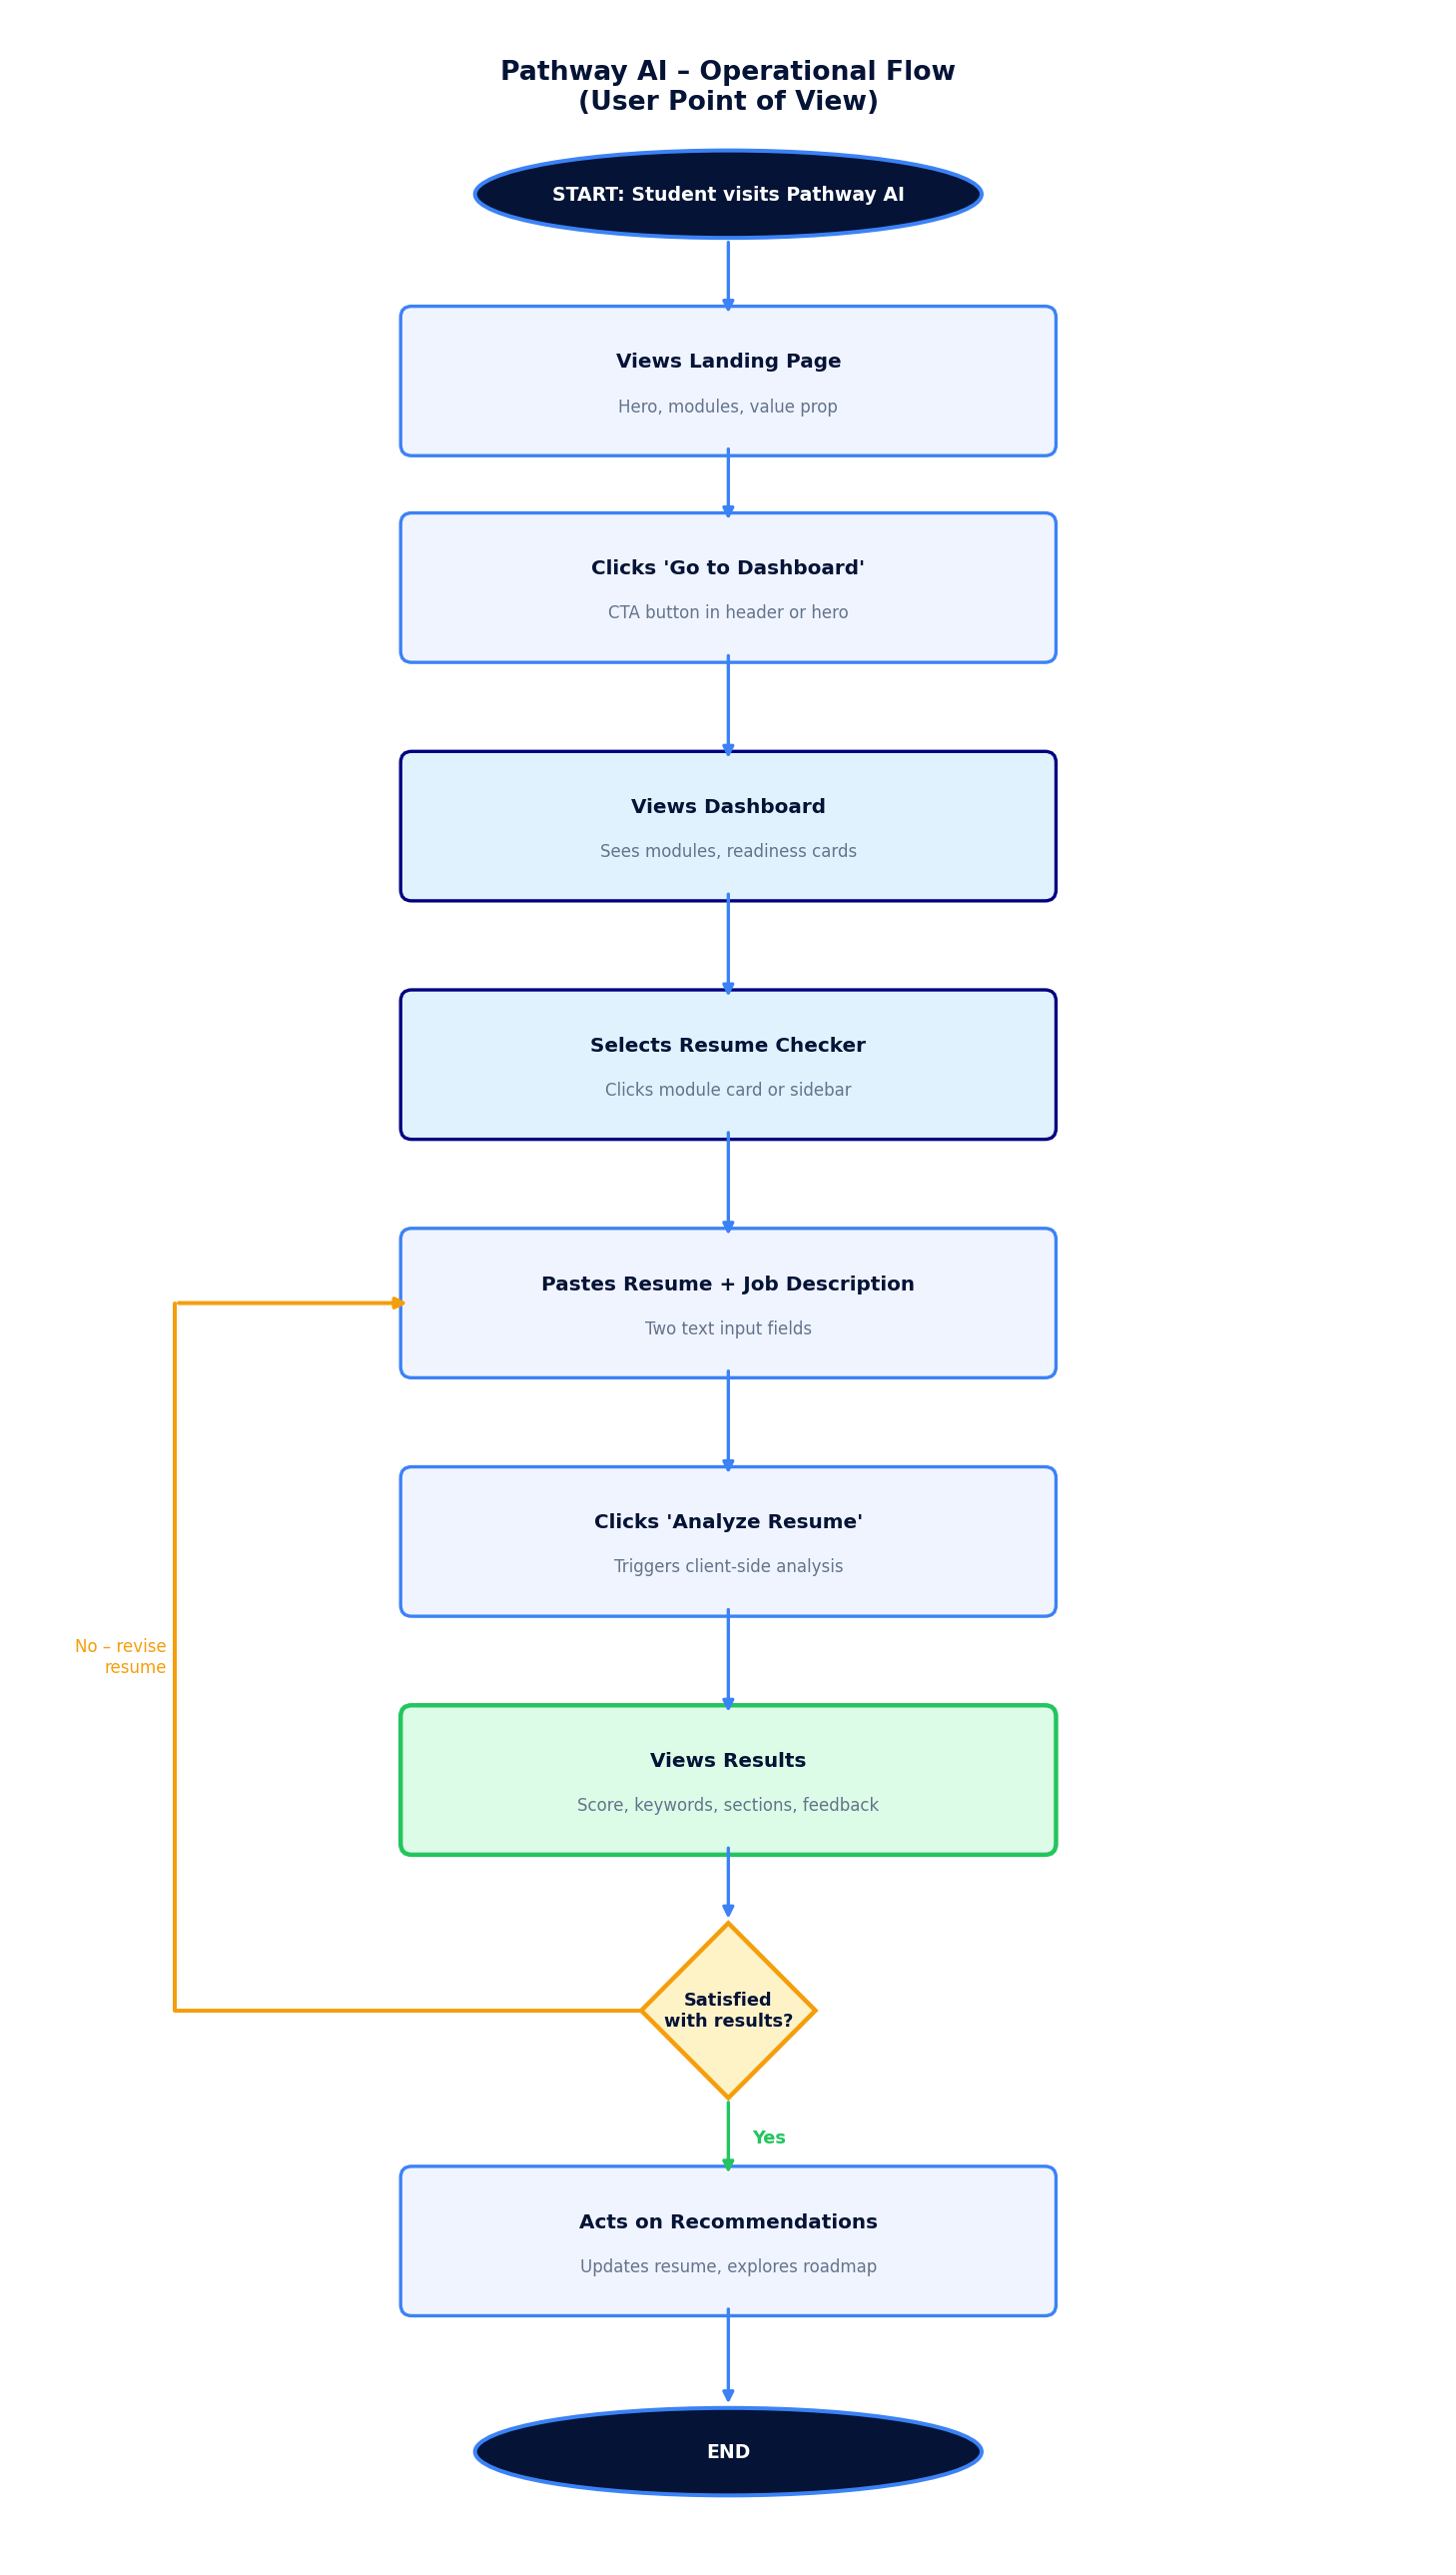 Pathway AI – Operational Flow
(User Point of View)
START: Student visits Pathway AI
Views Landing Page
Hero, modules, value prop
Clicks 'Go to Dashboard'
CTA button in header or hero
Views Dashboard
Sees modules, readiness cards
Selects Resume Checker
Clicks module card or sidebar
Pastes Resume + Job Description
Two text input fields
Clicks 'Analyze Resume'
Triggers client-side analysis
No – revise
resume
Views Results
Score, keywords, sections, feedback
Satisfied
with results?
Yes
Acts on Recommendations
Updates resume, explores roadmap
END